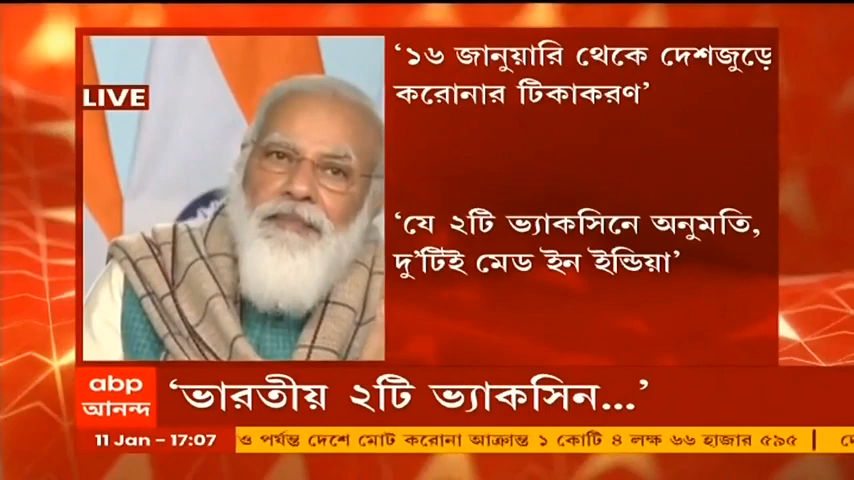 LIVE
‘১৬ জানুয়ারি থেকে দেশজুড়ে
করোনার টিকাকরণ’
‘যে ২টি ভ্যাকসিনে অনুমতি,
দু’টিই মেড ইন ইন্ডিয়া’
abp
আনন্দ
‘ভারতীয় ২টি ভ্যাকসিন...’
11 Jan – 17:07
ও পর্যন্ত দেশে মোট করোনা আক্রান্ত ১ কোটি ৪ লক্ষ ৬৬ হাজার ৫৯৫